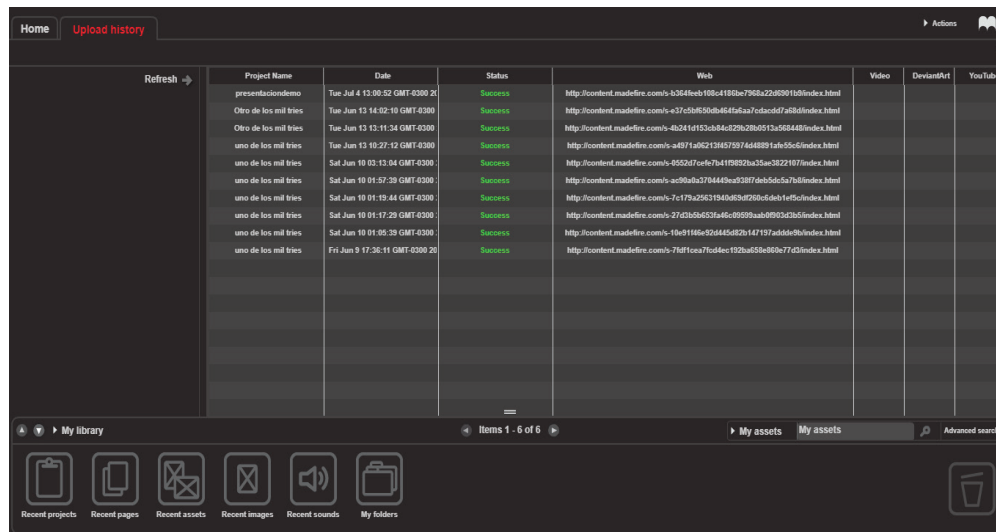 Home Upload history Actions
Refresh Project Name Date Status Web Video DeviantArt YouTub
presentaciondemo Tue Jul 4 13:00:52 GMT-0300 20 Success http://content.madefire.com/s-b364feeb108c4186be7968a22d6901b9/index.html
Otro de los mil tries Tue Jun 13 14:02:10 GMT-0300 Success http://content.madefire.com/s-e37c5bf650db464fa6aa7cdacdd7a68d/index.html
Otro de los mil tries Tue Jun 13 13:11:34 GMT-0300 Success http://content.madefire.com/s-4b241d153cb84c829b28b0513a568448/index.html
uno de los mil tries Tue Jun 13 10:27:12 GMT-0300 Success http://content.madefire.com/s-a4971a06213f4575974d48891afe55c6/index.html
uno de los mil tries Sat Jun 10 03:13:04 GMT-0300 Success http://content.madefire.com/s-0552d7cefe7b41f9892ba35ae3822107/index.html
uno de los mil tries Sat Jun 10 01:57:39 GMT-0300 Success http://content.madefire.com/s-ac90a0a3704449ea938f7deb5dc5a7b8/index.html
uno de los mil tries Sat Jun 10 01:19:44 GMT-0300 Success http://content.madefire.com/s-7c179a25631940d69df260c6deb1ef5c/index.html
uno de los mil tries Sat Jun 10 01:17:29 GMT-0300 Success http://content.madefire.com/s-27d3b5b653fa46c09599aab0f903d3b5/index.html
uno de los mil tries Sat Jun 10 01:05:39 GMT-0300 Success http://content.madefire.com/s-10e91f46e92d445d82b147197addde9b/index.html
uno de los mil tries Fri Jun 9 17:36:11 GMT-0300 20 Success http://content.madefire.com/s-7fdf1cea7fcd4ec192ba658e860e77d3/index.html
My library Items 1 - 6 of 6 My assets My assets Advanced search
Recent projects Recent pages Recent assets Recent images Recent sounds My folders